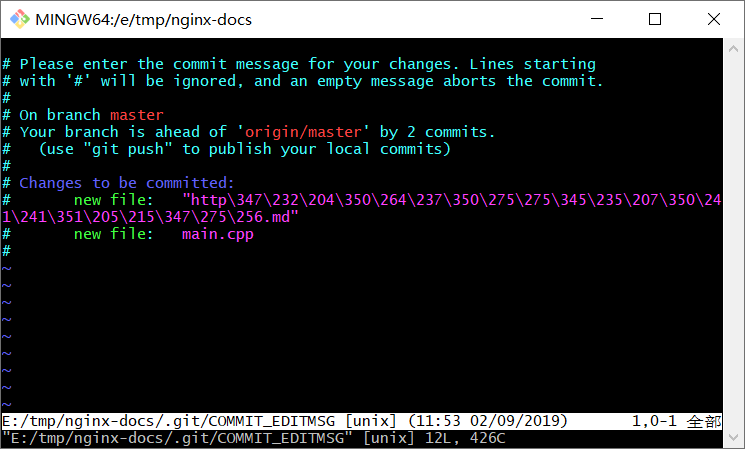 MINGW64:/e/tmp/nginx-docs
# Please enter the commit message for your changes. Lines starting
# with '#' will be ignored, and an empty message aborts the commit.
#
# On branch master
# Your branch is ahead of 'origin/master' by 2 commits.
#   (use "git push" to publish your local commits)
#
# Changes to be committed:
#       new file:   "http\347\232\204\350\264\237\350\275\275\345\235\207\350\24
1\241\351\205\215\347\275\256.md"
#       new file:   main.cpp
#
~
~
~
~
~
~
~
~
~
E:/tmp/nginx-docs/.git/COMMIT_EDITMSG [unix] (11:53 02/09/2019)       1,0-1 全部
"E:/tmp/nginx-docs/.git/COMMIT_EDITMSG" [unix] 12L, 426C